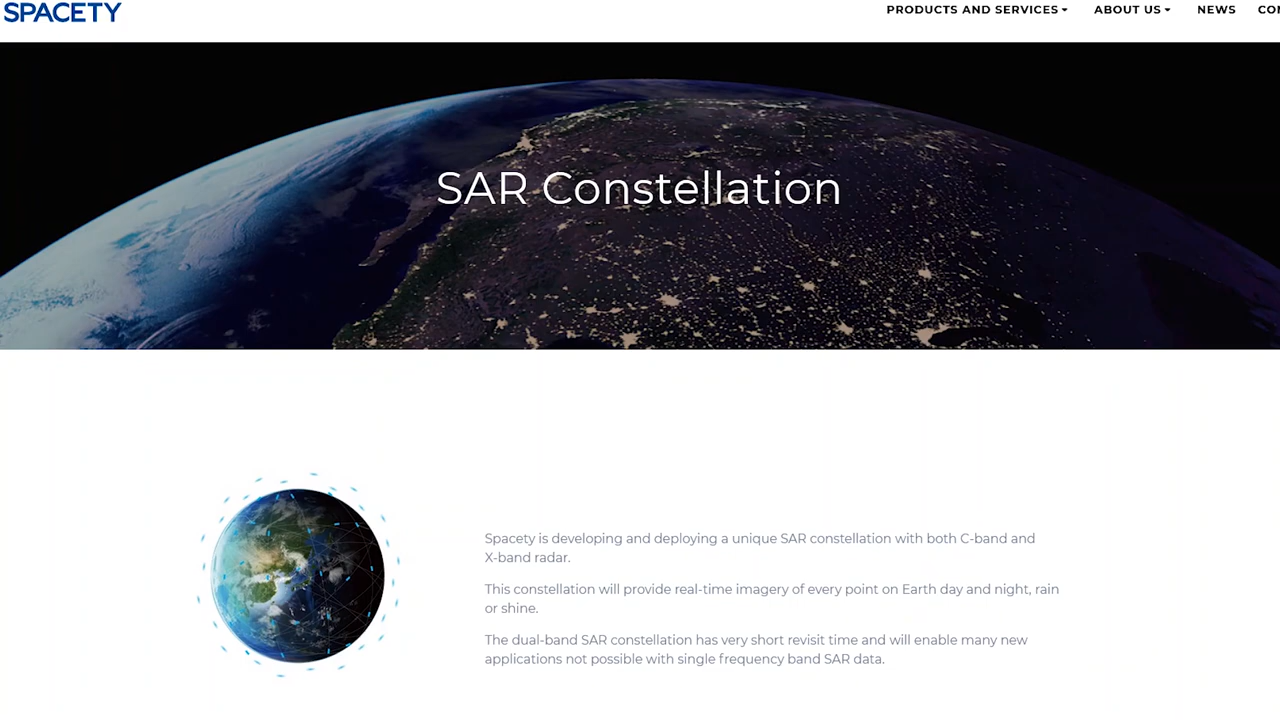 SPACETY
PRODUCTS AND SERVICES ABOUT US NEWS
SAR Constellation
Spacety is developing and deploying a unique SAR constellation with both C-band and
X-band radar.
This constellation will provide real-time imagery of every point on Earth day and night, rain
or shine.
The dual-band SAR constellation has very short revisit time and will enable many new
applications not possible with single frequency band SAR data.